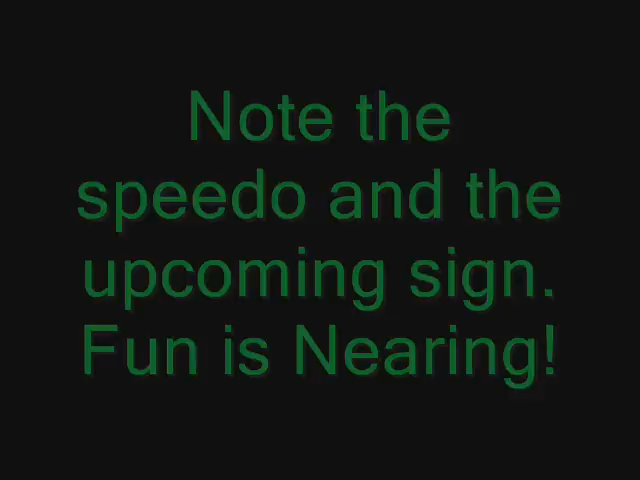 Note the
speedo and the
upcoming sign.
Fun is Nearing!